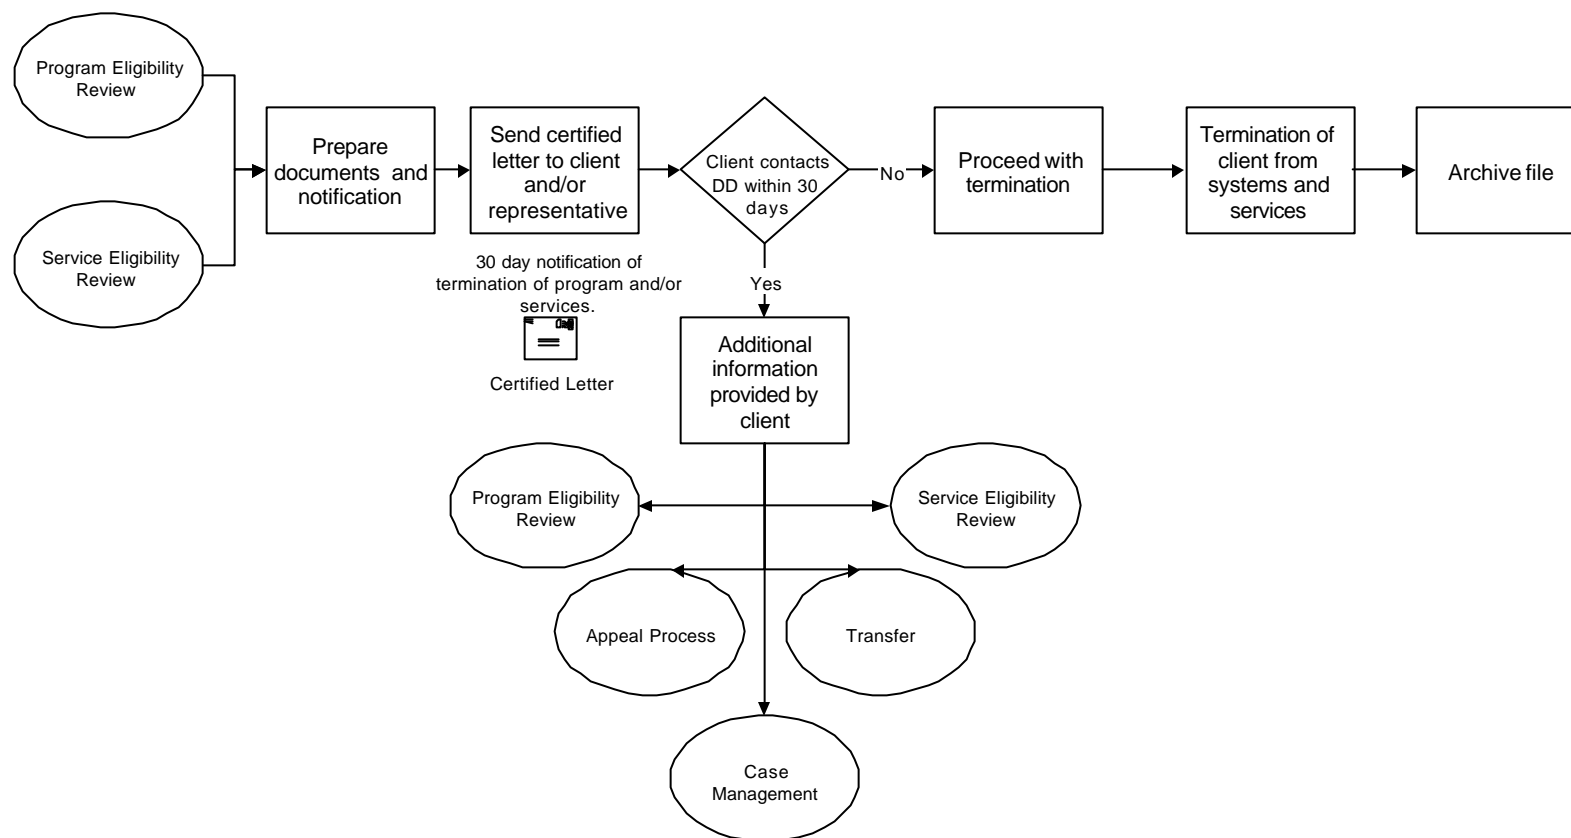 Program Eligibility
Review
Service Eligibility
Review
Prepare
documents and
notification
Send certified
letter to client
and/or
representative
30 day notification of
termination of program and/or
services.
Certified Letter
Client contacts
DD within 30
days
No
Proceed with
termination
Termination of
client from
systems and
services
Archive file
Yes
Additional
information
provided by
client
Program Eligibility
Review
Service Eligibility
Review
Appeal Process
Transfer
Case
Management